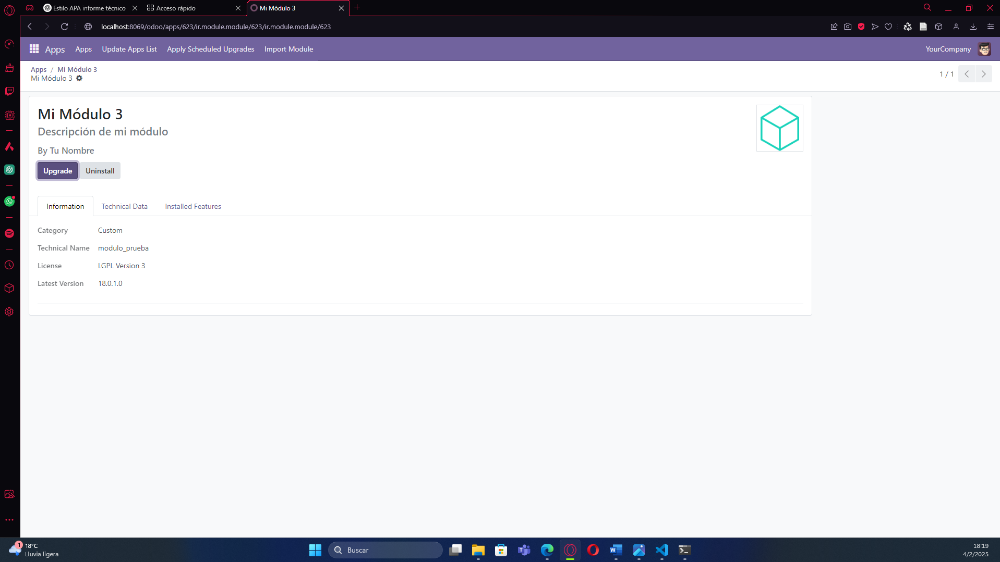 Estilo APA informe técnico
Acceso rápido
Mi Módulo 3
localhost:8069/odoo/apps/623/ir.module.module/623/ir.module.module/623
Apps
Apps
Update Apps List
Apply Scheduled Upgrades
Import Module
YourCompany
Apps / Mi Módulo 3
Mi Módulo 3
1 / 1
Mi Módulo 3
Descripción de mi módulo
By Tu Nombre
Upgrade
Uninstall
Information
Technical Data
Installed Features
Category Custom
Technical Name modulo_prueba
License LGPL Version 3
Latest Version 18.0.1.0
1
18°C
Lluvia ligera
Buscar
18:19
4/2/2025